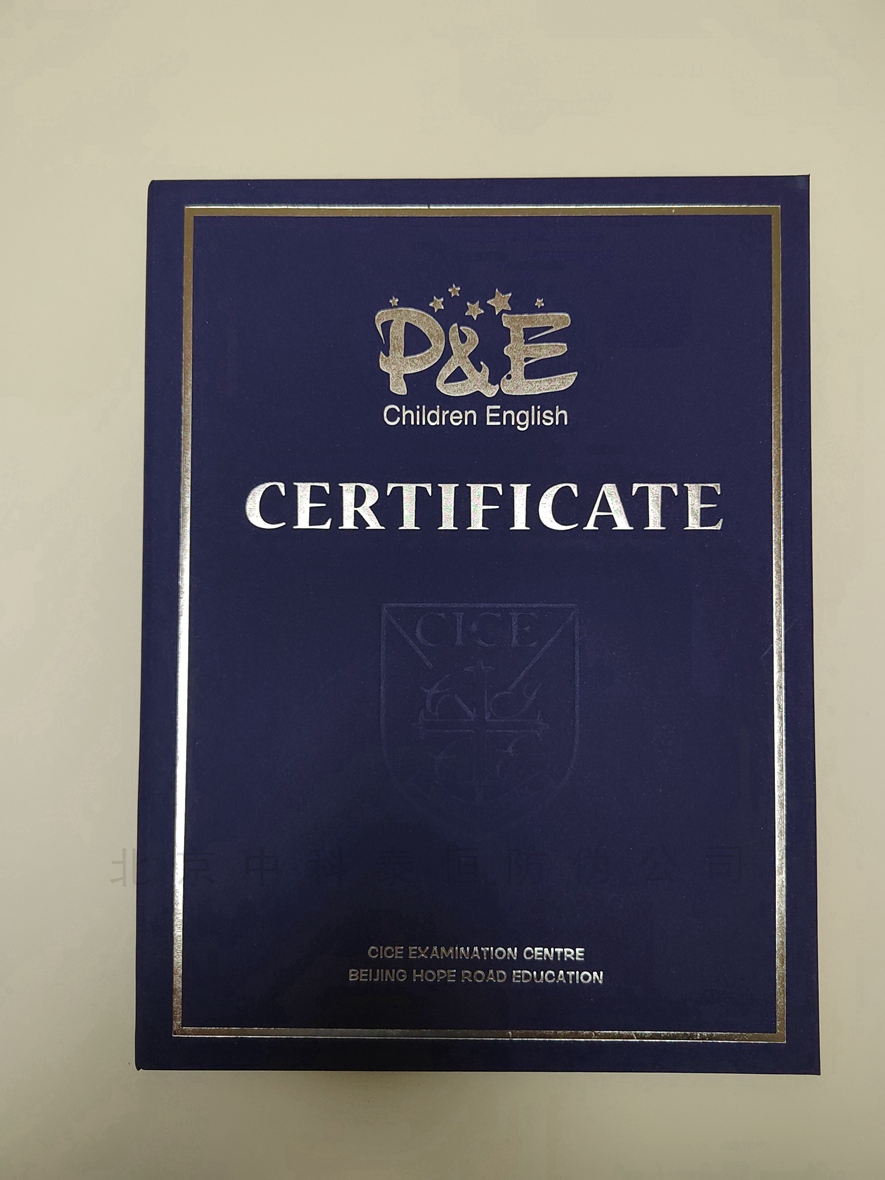 P&E
Children English
CERTIFICATE
CICE
北京中科泰恒防伪公司
CICE EXAMINATION CENTRE
BEIJING HOPE ROAD EDUCATION